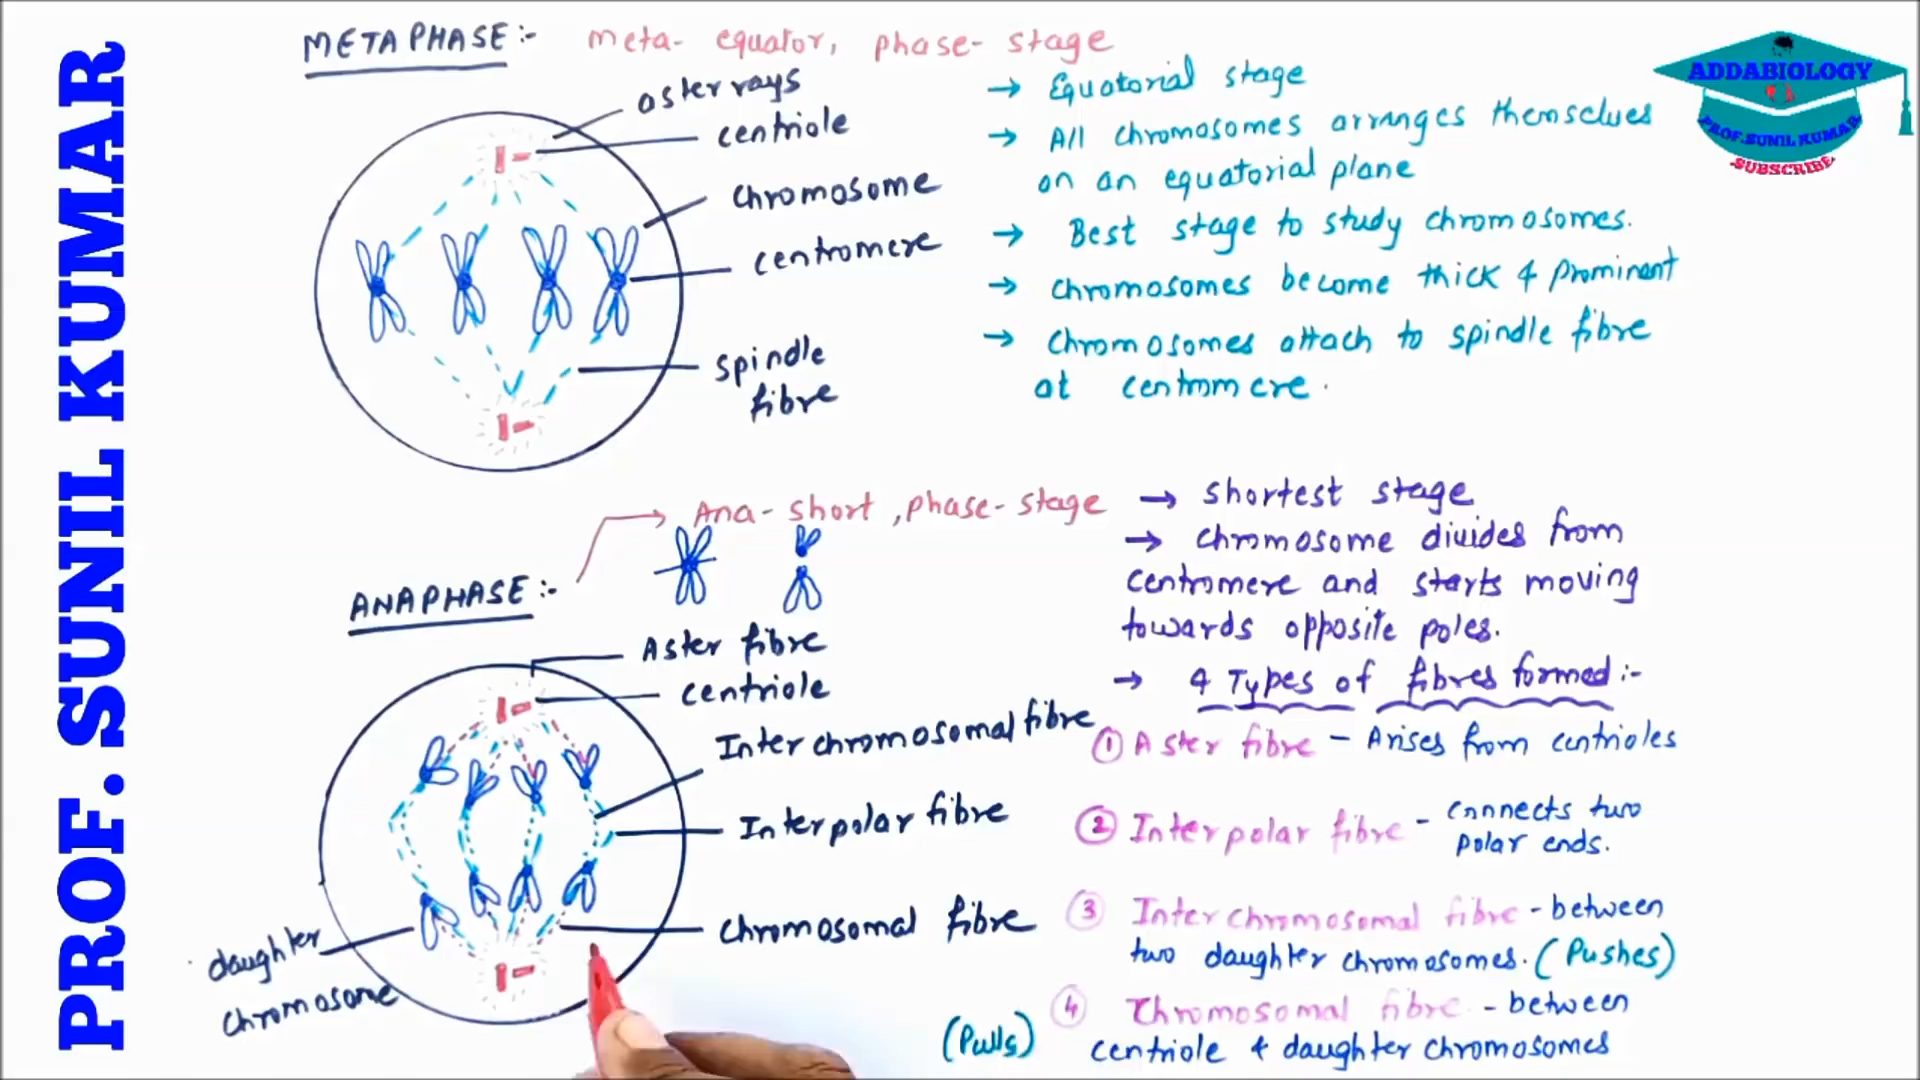 PROF. SUNIL KUMAR
METAPHASE :- meta- equator, phase- stage
aster rays
centriole
chromosome
centromere
spindle
fibre
→ Equatorial stage
→ All chromosomes arranges themselves
on an equatorial plane
→ Best stage to study chromosomes.
→ chromosomes become thick & prominent
→ Chromosomes attach to spindle fibre
at centromere.
ADDABIOLOGY
PROF.SUNIL KUMAR
SUBSCRIBE
ANAPHASE :-
→ Ana- short, phase- stage
Aster fibre
centriole
Inter chromosomal fibre
Interpolar fibre
chromosomal fibre
daughter
chromosome
→ shortest stage
→ chromosome divides from
centromere and starts moving
towards opposite poles.
→ 4 Types of fibres formed :-
① Aster fibre - Arises from centrioles
② Interpolar fibre - connects two
polar ends.
③ Inter chromosomal fibre - between
two daughter chromosomes. (Pushes)
④ Chromosomal fibre - between
(Pulls) centriole & daughter chromosomes